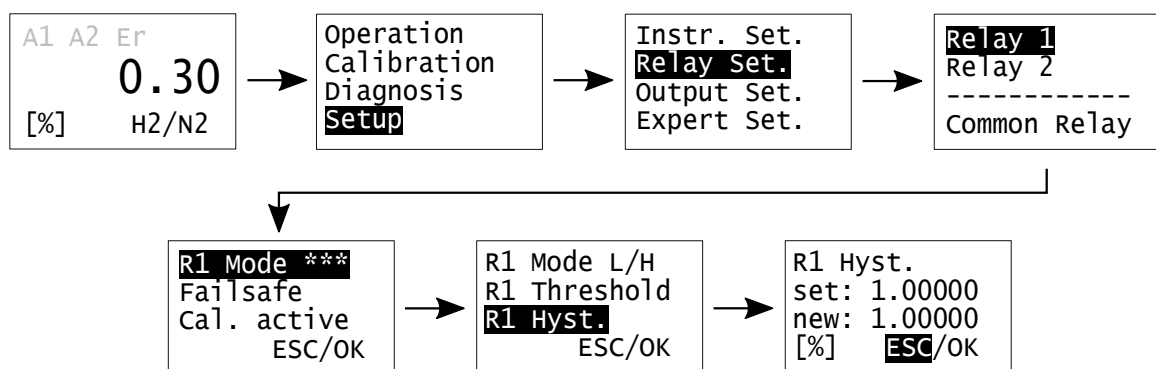 A1 A2 Er
0.30
[%] H2/N2
Operation
Calibration
Diagnosis
Setup
Instr. Set.
Relay Set.
Output Set.
Expert Set.
Relay 1
Relay 2
------------
Common Relay
R1 Mode ***
Failsafe
Cal. active
ESC/OK
R1 Mode L/H
R1 Threshold
R1 Hyst.
ESC/OK
R1 Hyst.
set: 1.00000
new: 1.00000
[%] ESC/OK